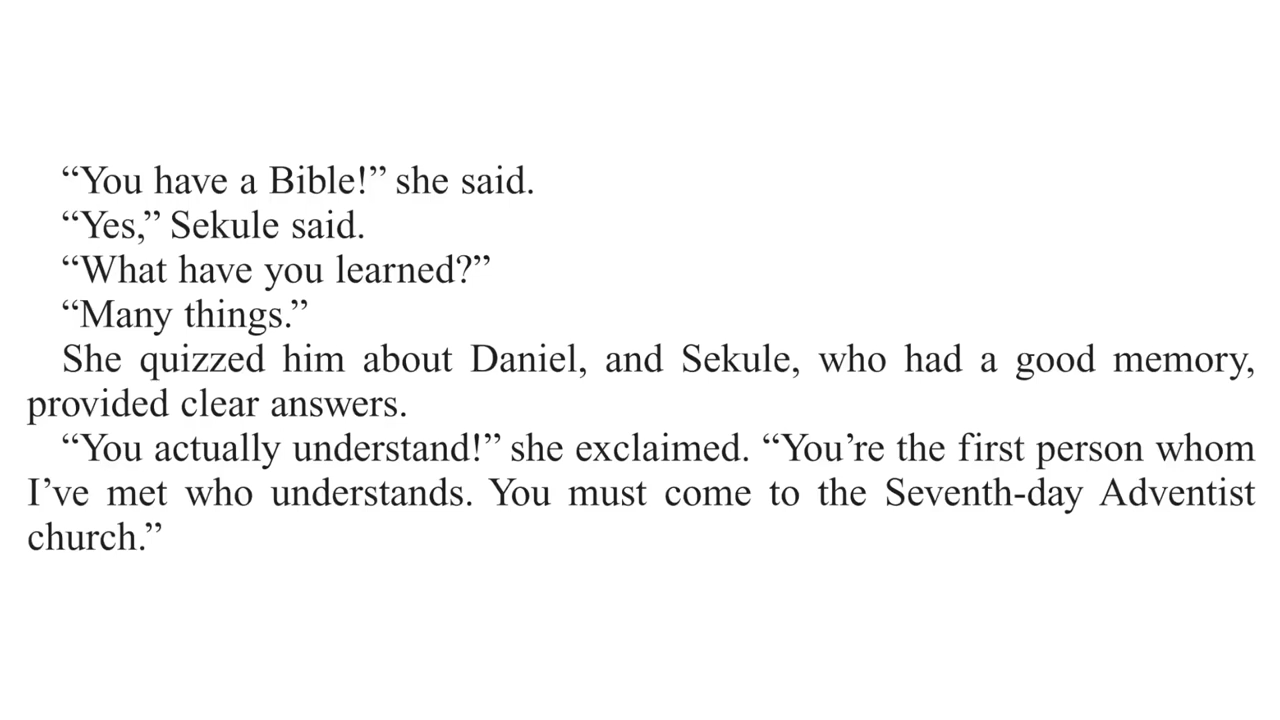 “You have a Bible!” she said.
“Yes,” Sekule said.
“What have you learned?”
“Many things.”
She quizzed him about Daniel, and Sekule, who had a good memory,
provided clear answers.
“You actually understand!” she exclaimed. “You’re the first person whom
I’ve met who understands. You must come to the Seventh-day Adventist
church.”